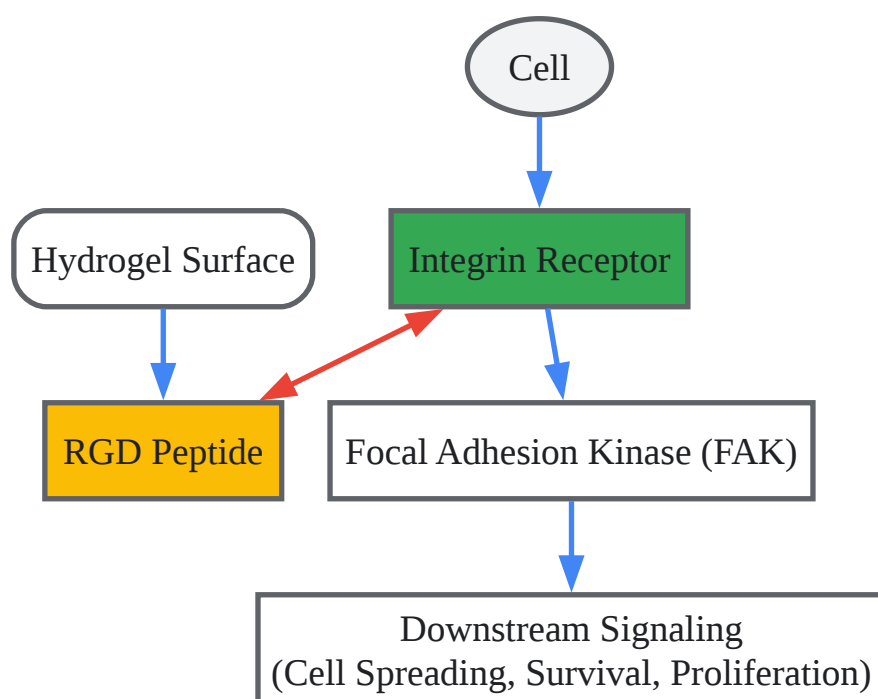 Cell
Hydrogel Surface
Integrin Receptor
RGD Peptide
Focal Adhesion Kinase (FAK)
Downstream Signaling
(Cell Spreading, Survival, Proliferation)